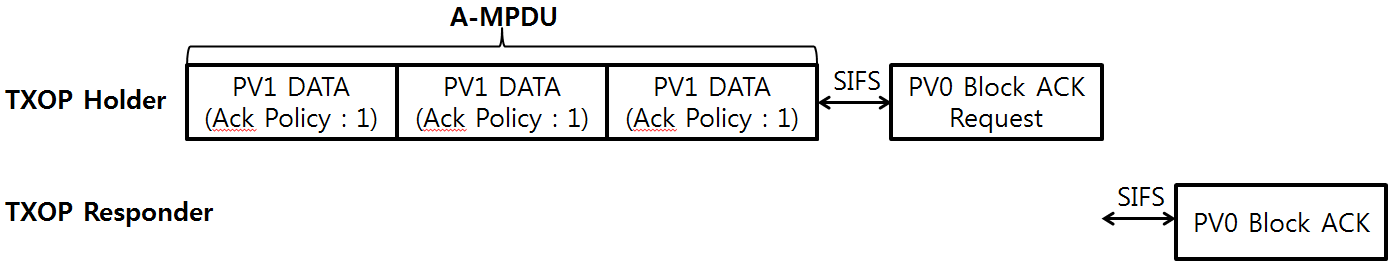 A-MPDU
TXOP Holder
PV1 DATA
(Ack Policy : 1)
PV1 DATA
(Ack Policy : 1)
PV1 DATA
(Ack Policy : 1)
SIFS
PV0 Block ACK
Request
TXOP Responder
SIFS
PV0 Block ACK